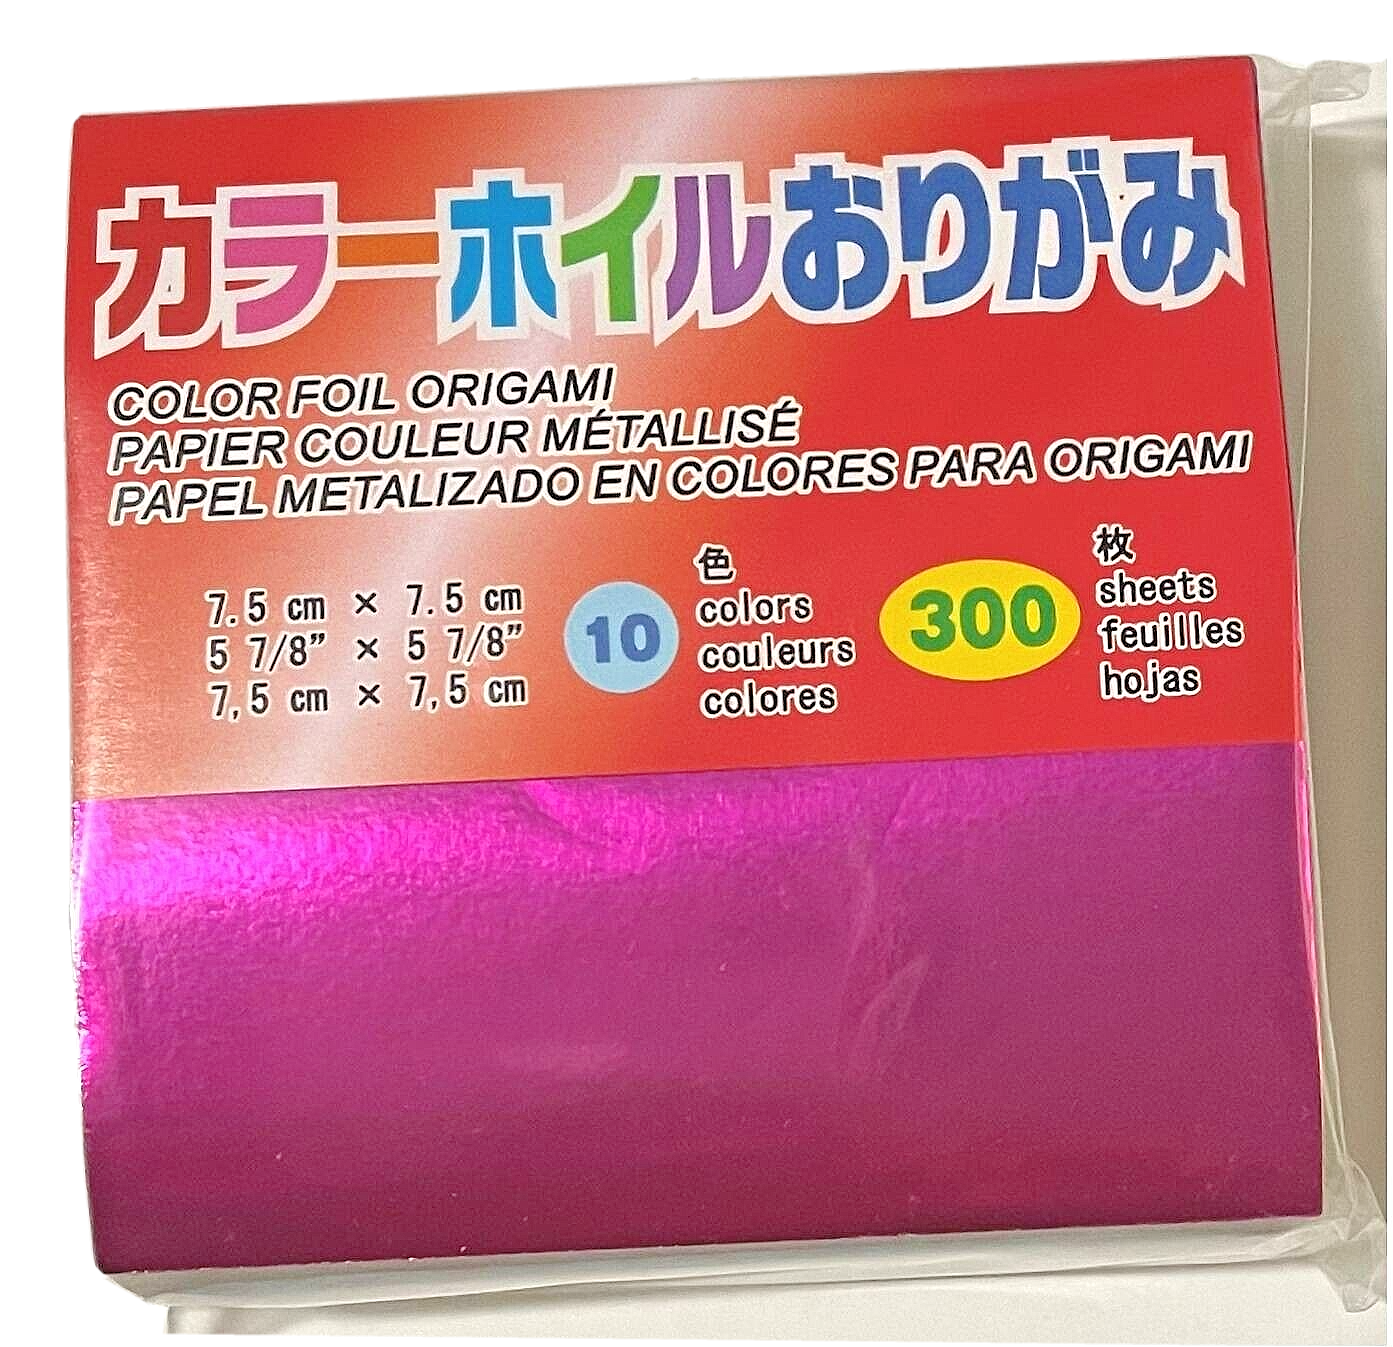 カラーホイルおりがみ
COLOR FOIL ORIGAMI
PAPIER COULEUR MÉTALLISÉ
PAPEL METALIZADO EN COLORES PARA ORIGAMI
7.5 cm × 7.5 cm
5 7/8” × 5 7/8”
7,5 cm × 7,5 cm
10
色
colors
couleurs
colores
300
枚
sheets
feuilles
hojas